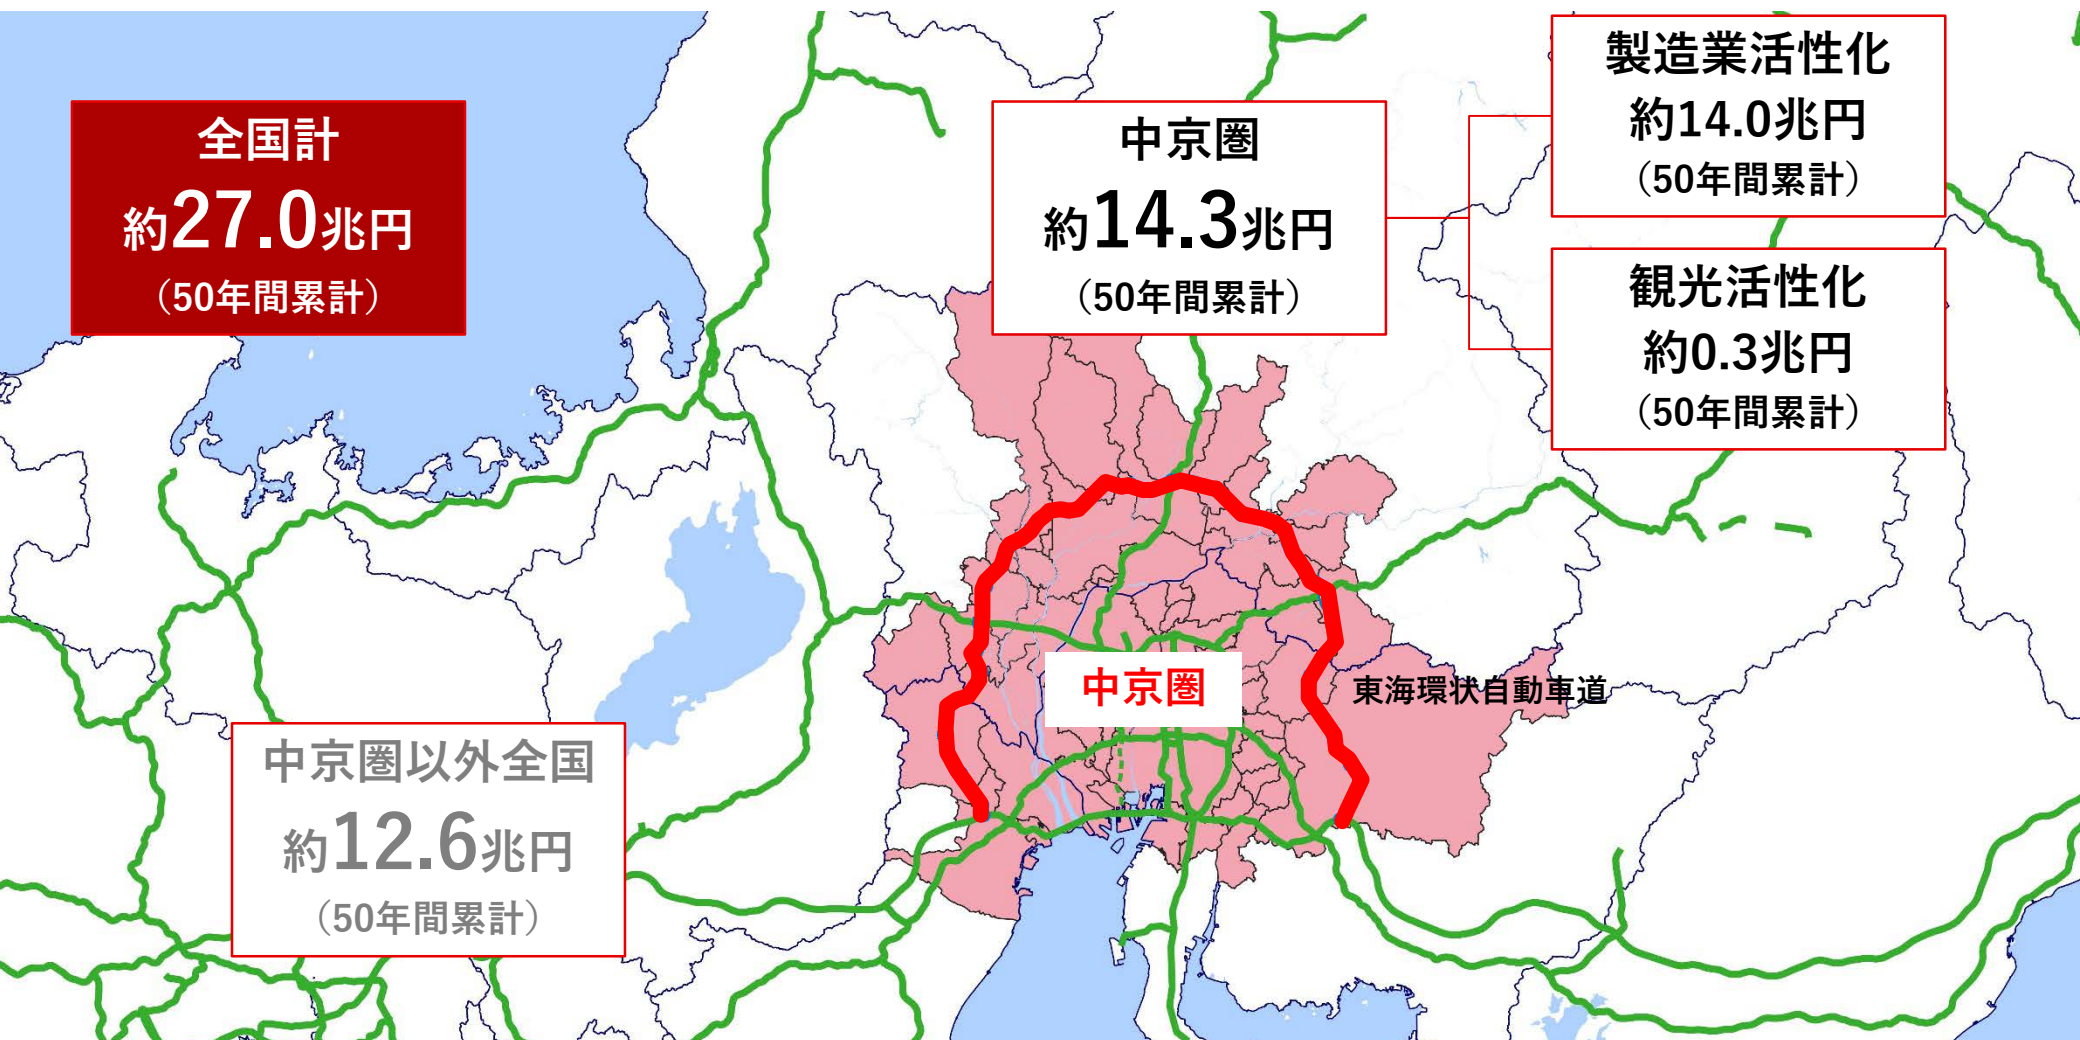 全国計
約27.0兆円
（50年間累計）
中京圏
約14.3兆円
（50年間累計）
製造業活性化
約14.0兆円
（50年間累計）
観光活性化
約0.3兆円
（50年間累計）
中京圏
東海環状自動車道
中京圏以外全国
約12.6兆円
（50年間累計）